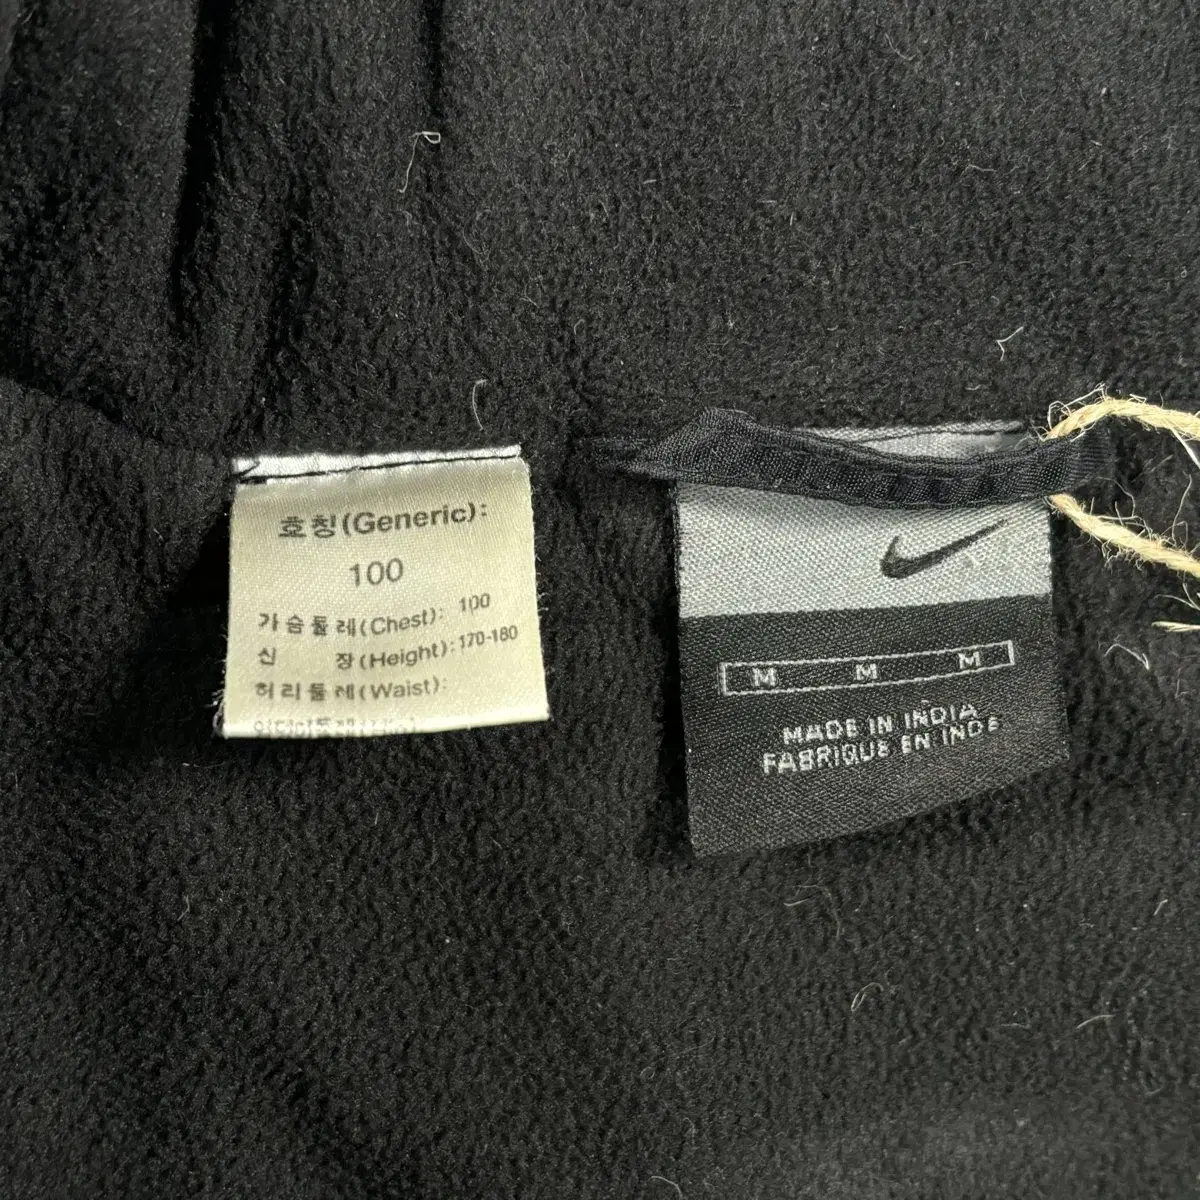 호칭(Generic):
100
가슴둘레(Chest): 100
신 장(Height): 170-180
허리둘레(Waist):
M M M
MADE IN INDIA
FABRIQUE EN INDE